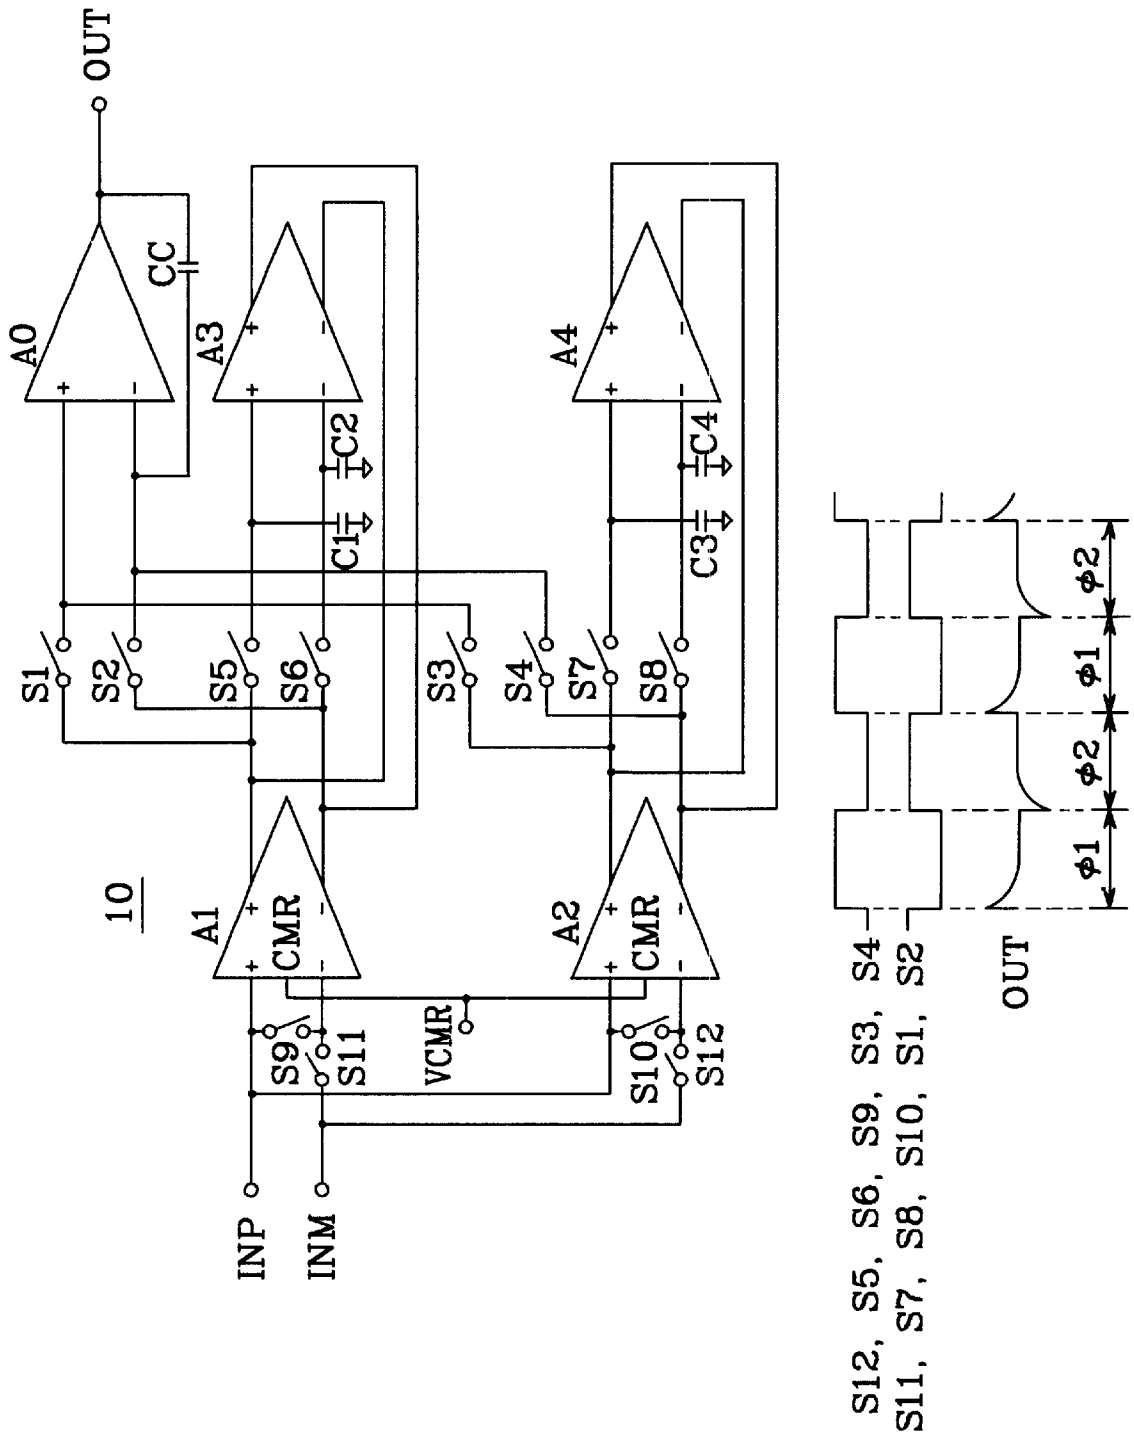 10
INP
INM
S9
S11
S10
S12
VCMR
A1
+
−
CMR
+
−
A2
+
−
CMR
+
−
S1
S2
S5
S6
S3
S4
S7
S8
C1
C2
C3
C4
A0
+
−
CC
OUT
A3
+
−
+
−
A4
+
−
+
−
S12, S5, S6, S9, S3, S4
S11, S7, S8, S10, S1, S2
OUT
ϕ1
ϕ2
ϕ1
ϕ2